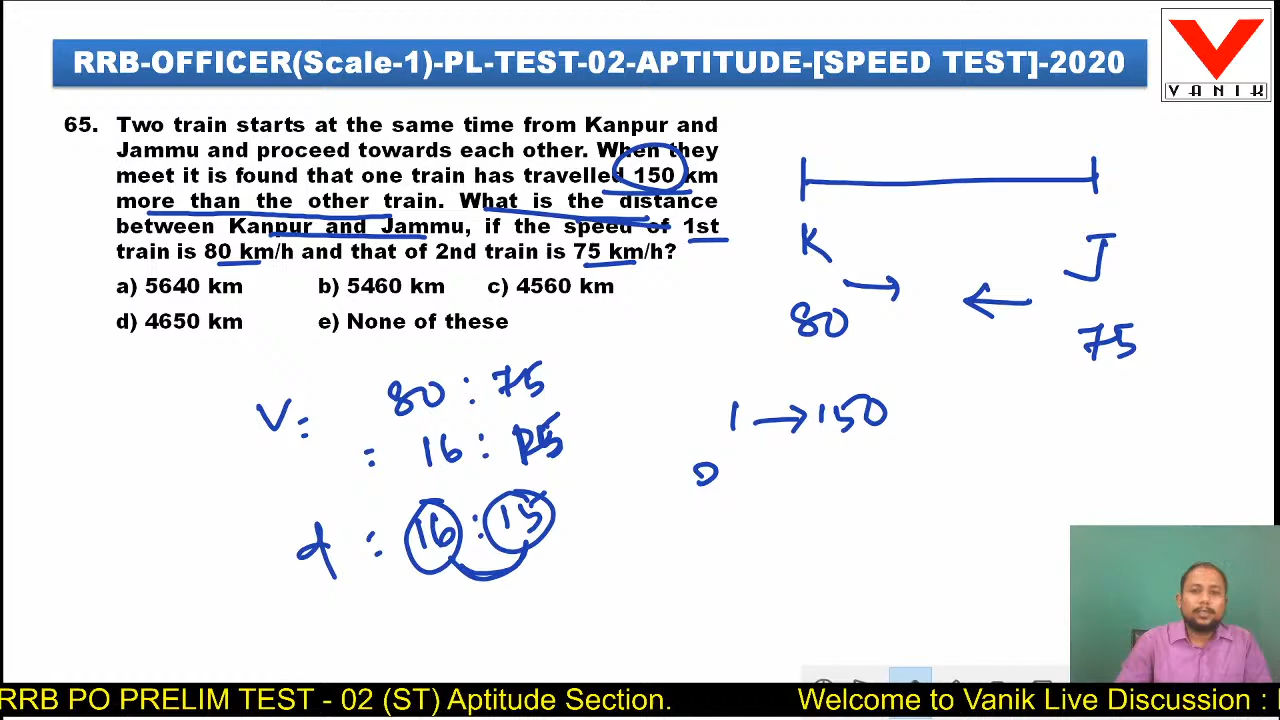 RRB-OFFICER(Scale-1)-PL-TEST-02-APTITUDE-[SPEED TEST]-2020
VANIK
65. Two train starts at the same time from Kanpur and
Jammu and proceed towards each other. When they
meet it is found that one train has travelled 150 km
more than the other train. What is the distance
between Kanpur and Jammu, if the speed of 1st
train is 80 km/h and that of 2nd train is 75 km/h?
a) 5640 km b) 5460 km c) 4560 km
d) 4650 km e) None of these
K J
80 75
V = 80 : 75
= 16 : 15
d = 16 : 15
1 → 150
RRB PO PRELIM TEST - 02 (ST) Aptitude Section. Welcome to Vanik Live Discussion :